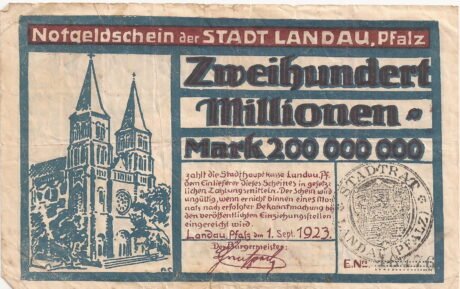 Notgeldschein der STADT LANDAU, Pfalz
Zweihundert
Millionen-
Mark 200 000 000
zahlt die Stadthauptkasse Landau, Pf.
dem Einlieferer dieses Scheines in gesetz-
lichen Zahlungsmitteln. Der Schein wird
ungültig, wenn er nicht binnen eines Mo-
nats nach erfolgter Bekanntmachung bei
den veröffentlichten Einziehungsstellen
eingereicht wird.
Landau, Pfalz am 1. Sept. 1923.
Der Bürgermeister:
STADTRAT
LANDAU (PFALZ)
E.No